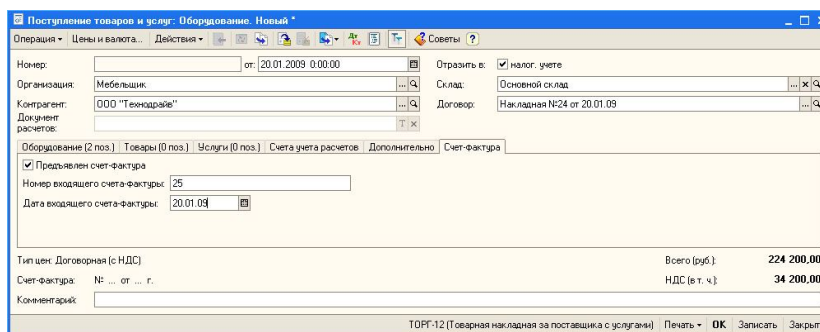 Поступление товаров и услуг: Оборудование. Новый *
Операция Цены и валюта... Действия Дт Кт Советы ?
Номер: от: 20.01.2009 0:00:00 Отразить в: налог. учете
Организация: Мебельщик ... Склад: Основной склад ... x
Контрагент: ООО "Технодрайв" ... Договор: Накладная №24 от 20.01.09 ...
Документ расчетов: T x
Оборудование (2 поз.) Товары (0 поз.) Услуги (0 поз.) Счета учета расчетов Дополнительно Счет-фактура
Предъявлен счет-фактура
Номер входящего счета-фактуры: 25
Дата входящего счета-фактуры: 20.01.09
Тип цен: Договорная (с НДС) Всего (руб.): 224 200,00
Счет-фактура: № ... от ... г. НДС (в т. ч.): 34 200,00
Комментарий:
ТОРГ-12 (Товарная накладная за поставщика с услугами) Печать OK Записать Закрыт